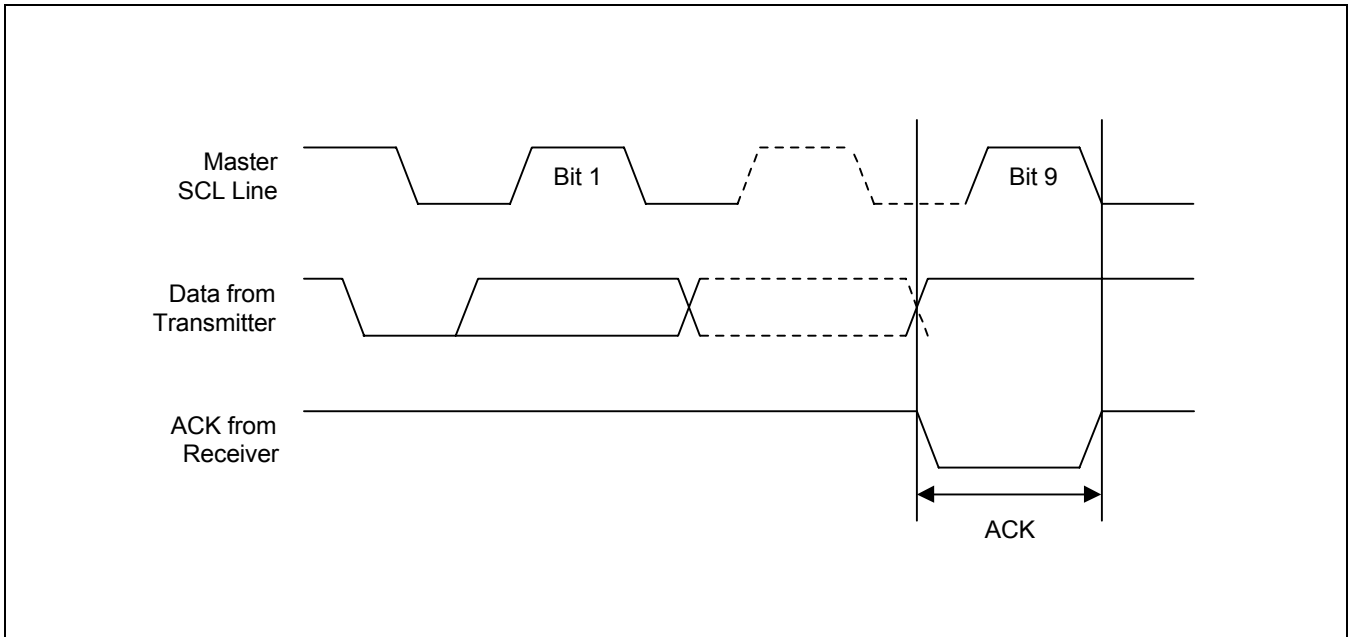 Master
SCL Line
Bit 1
Bit 9
Data from
Transmitter
ACK from
Receiver
ACK